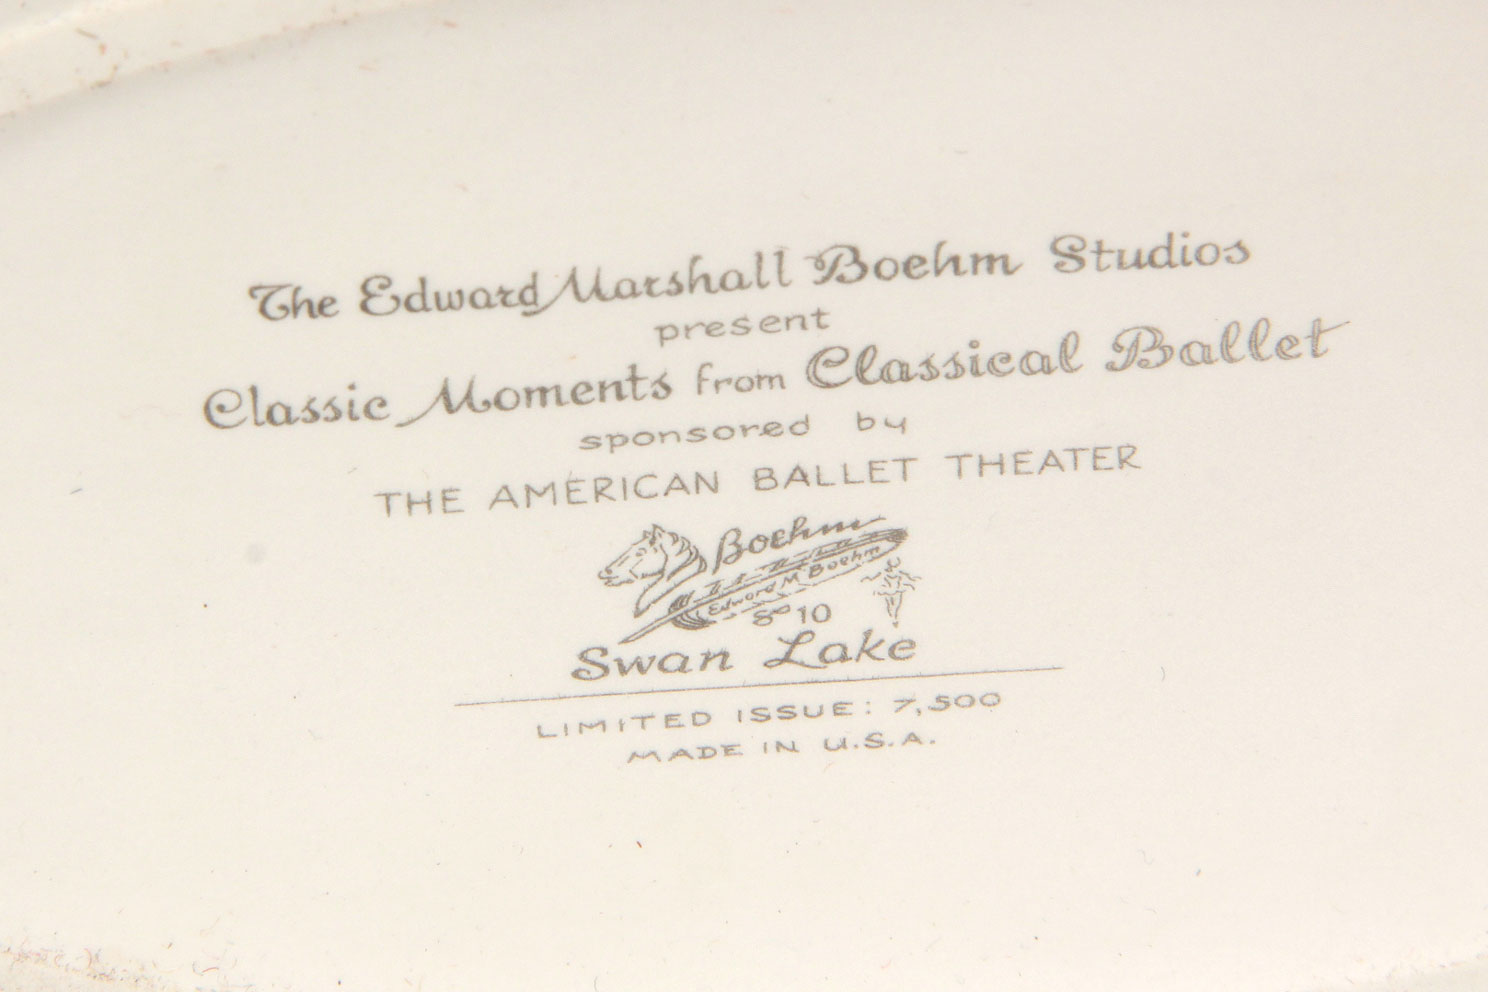 The Edward Marshall Boehm Studios
present
Classic Moments from Classical Ballet
sponsored by
THE AMERICAN BALLET THEATER
Boehm
Edward M Boehm
10
Swan Lake
LIMITED ISSUE: 7,500
MADE IN U.S.A.